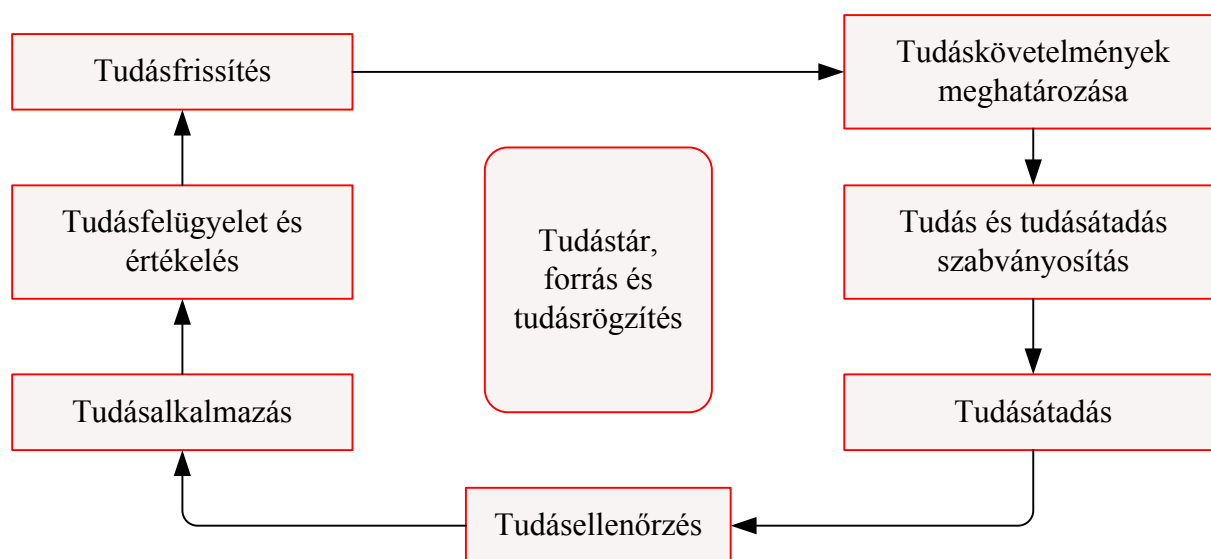 Tudásfrissítés
Tudáskövetelmények
meghatározása
Tudásfelügyelet és
értékelés
Tudástár,
forrás és
tudásrögzítés
Tudás és tudásátadás
szabványosítás
Tudásalkalmazás
Tudásátadás
Tudásellenőrzés